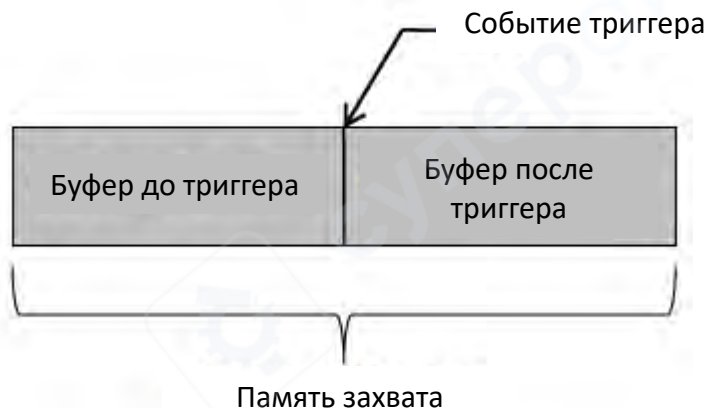 Событие триггера
Буфер до триггера
Буфер после
триггера
Память захвата